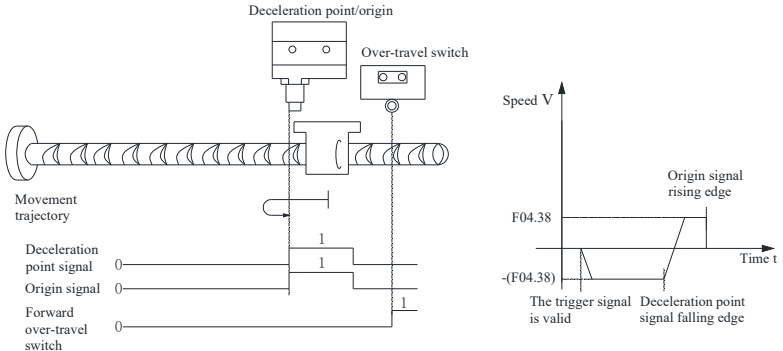 Deceleration point/origin
Over-travel switch
Movement
trajectory
Deceleration
point signal
0
1
Origin signal
0
1
Forward
over-travel
switch
0
1
Speed V
F04.38
-(F04.38)
Origin signal
rising edge
Time t
The trigger signal
is valid
Deceleration point
signal falling edge